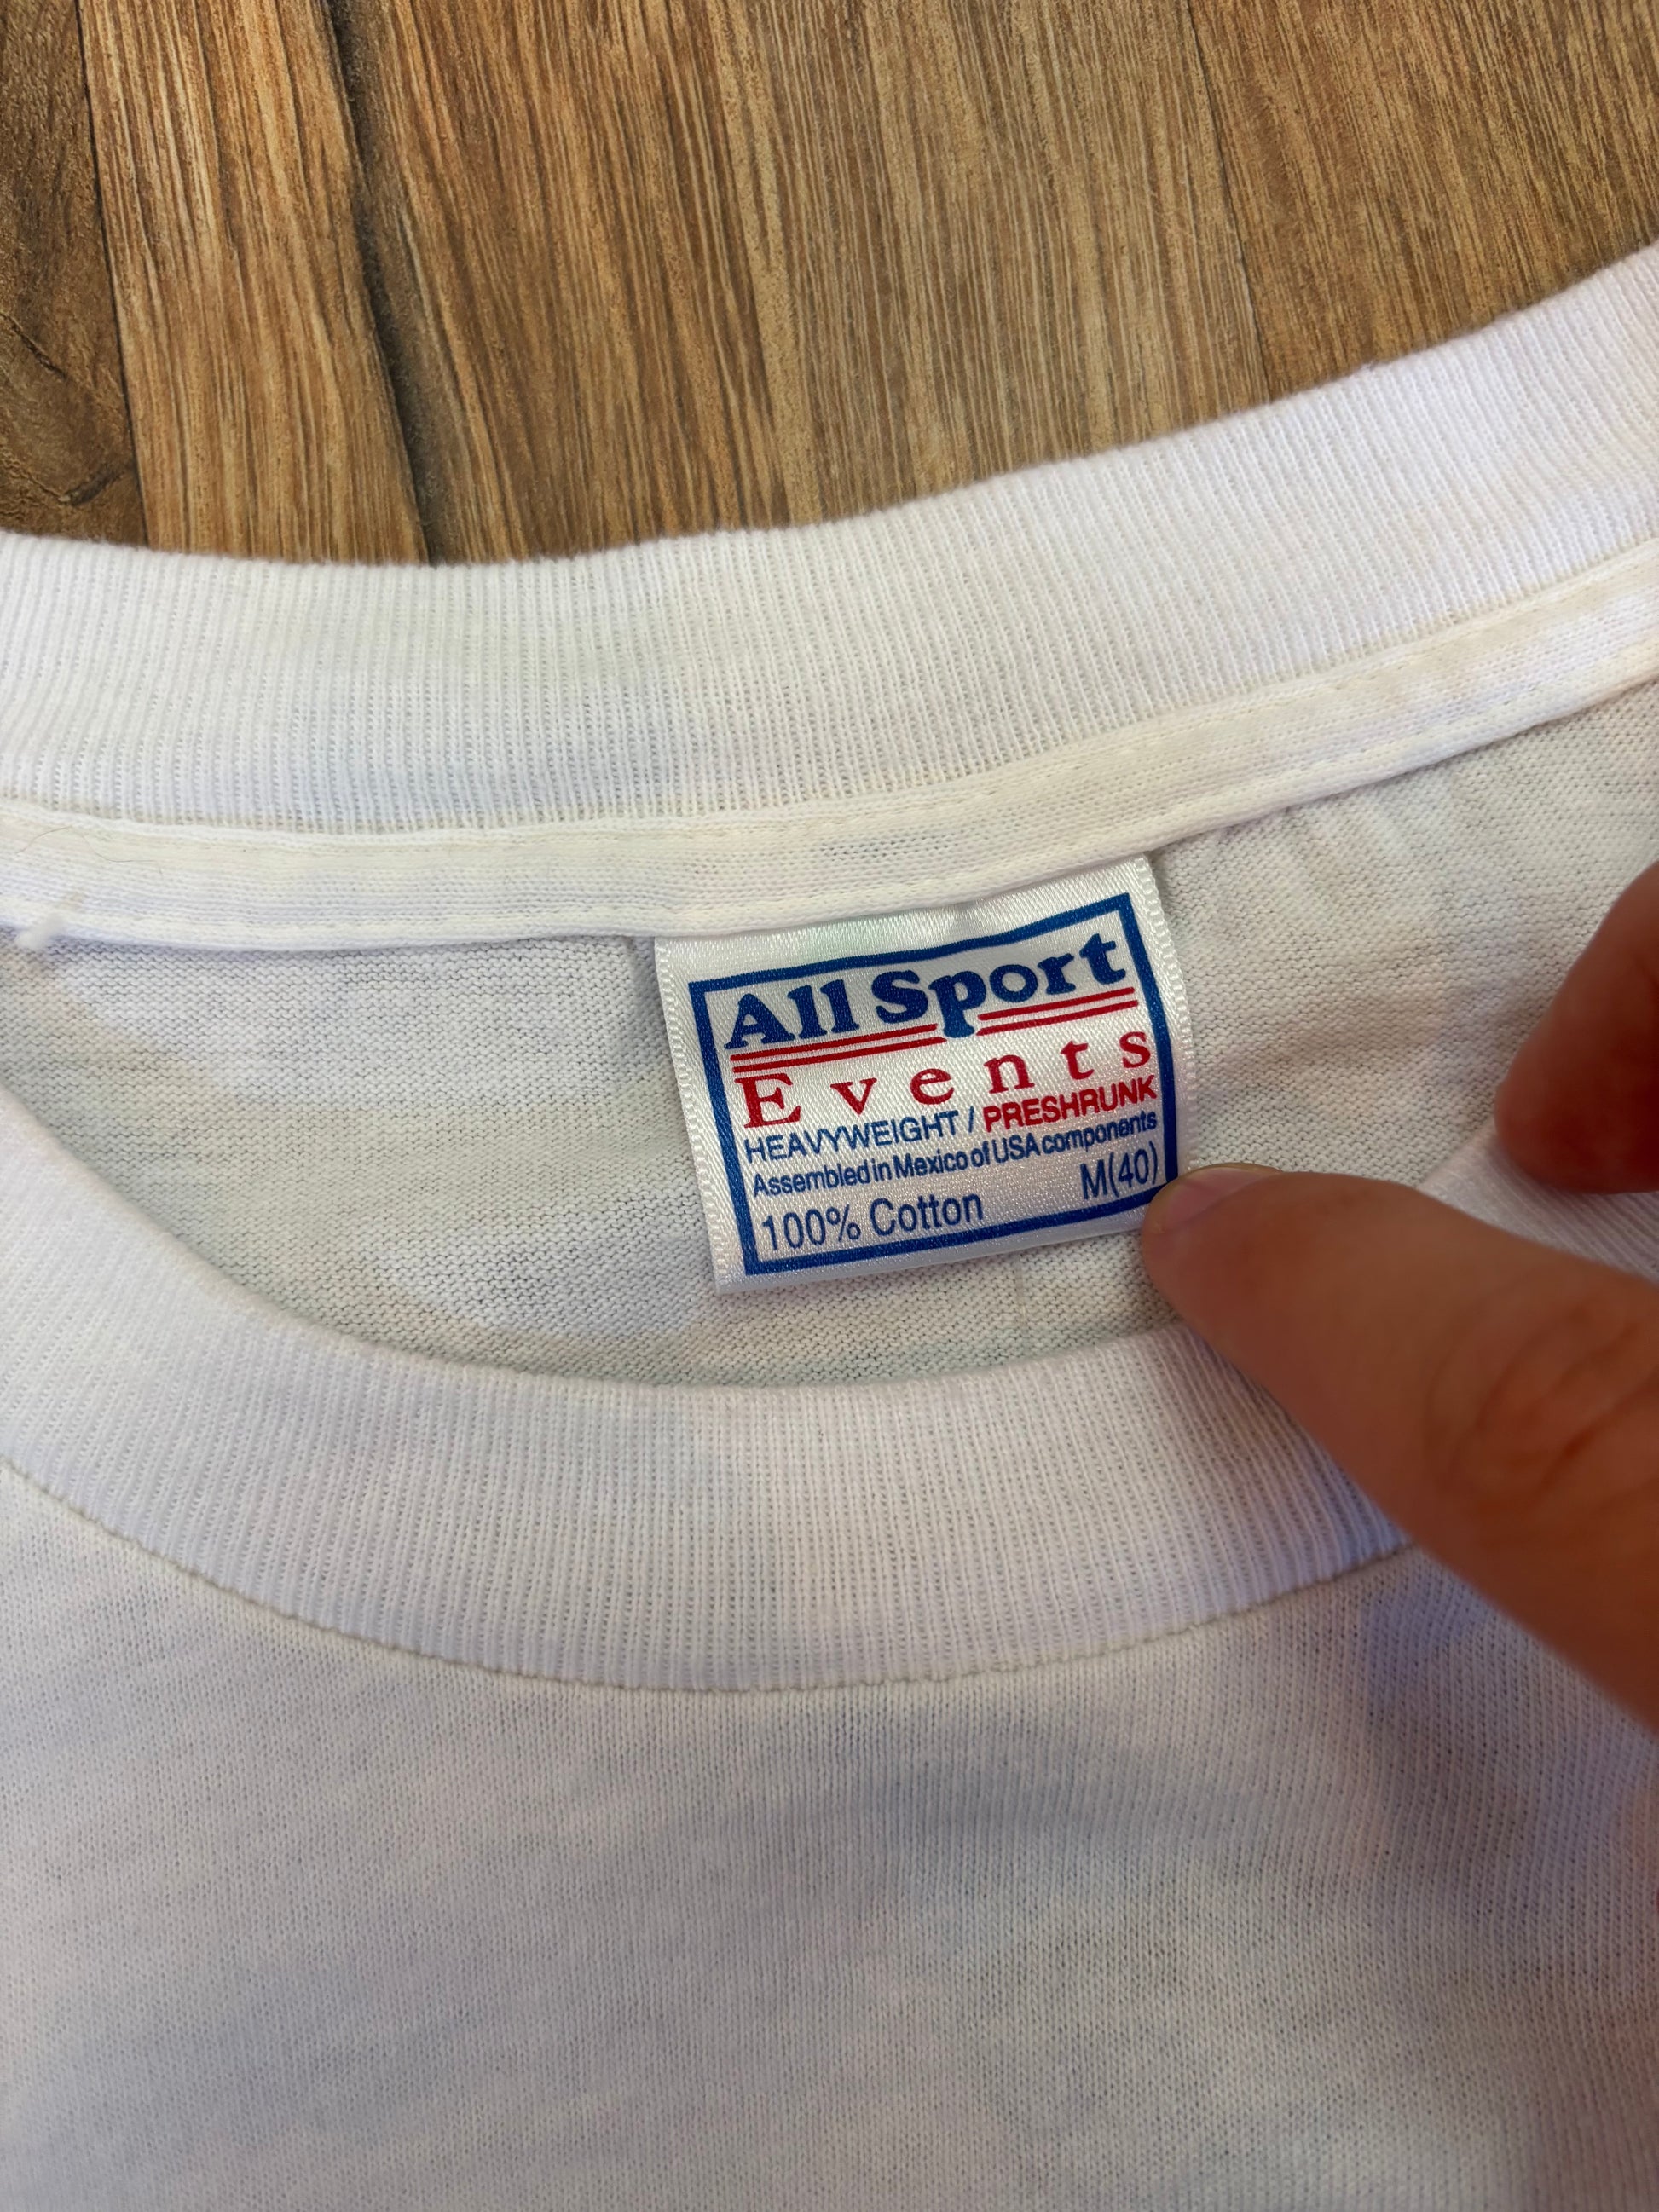 All Sport
Events
HEAVYWEIGHT / PRESHRUNK
Assembled in Mexico of USA components
M(40)
100% Cotton